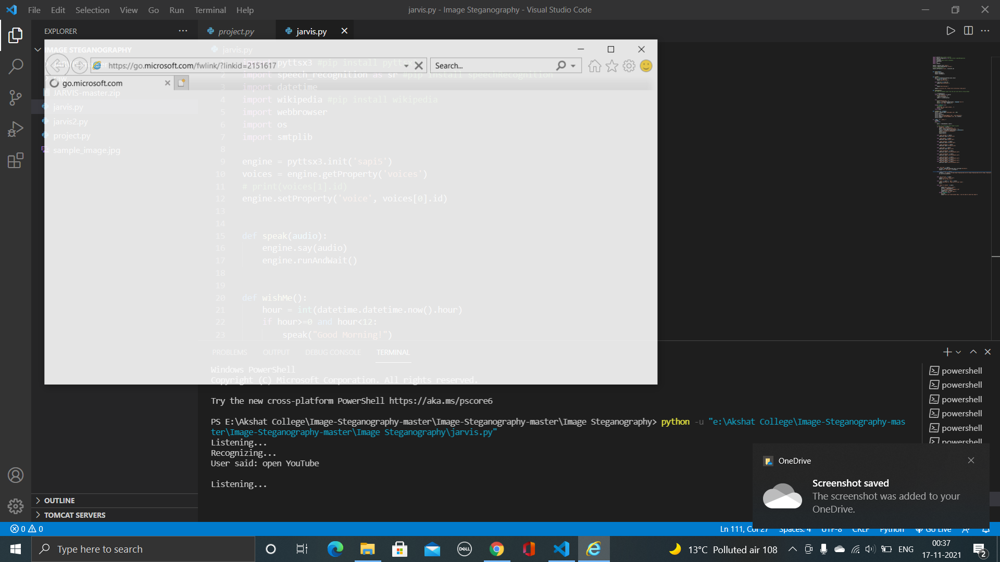 File Edit Selection View Go Run Terminal Help
jarvis.py - Image Steganography - Visual Studio Code
EXPLORER
project.py
jarvis.py
IMAGE STEGANOGRAPHY
jarvis.py
https://go.microsoft.com/fwlink/?linkid=2151617
Search...
go.microsoft.com
JARVIS-master.zip
jarvis.py
jarvis2.py
project.py
sample_image.jpg
import pyttsx3 #pip install
2 import speech_recognition as sr #pip install speechRecognition
3 import datetime
4 import wikipedia #pip install wikipedia
5 import webbrowser
6 import os
7 import smtplib
8
9 engine = pyttsx3.init('sapi5')
10 voices = engine.getProperty('voices')
11 # print(voices[1].id)
12 engine.setProperty('voice', voices[0].id)
13
14
15 def speak(audio):
16 engine.say(audio)
17 engine.runAndWait()
18
19
20 def wishMe():
21 hour = int(datetime.datetime.now().hour)
22 if hour>=0 and hour<12:
23 speak("Good Morning!")
PROBLEMS OUTPUT DEBUG CONSOLE TERMINAL
Windows PowerShell
Copyright (C) Microsoft Corporation. All rights reserved.
Try the new cross-platform PowerShell https://aka.ms/pscore6
PS E:\Akshat College\Image-Steganography-master\Image-Steganography-master\Image Steganography> python -u "e:\Akshat College\Image-Steganography-mas
ter\Image-Steganography-master\Image Steganography\jarvis.py"
Listening...
Recognizing...
User said: open YouTube
Listening...
powershell
powershell
powershell
powershell
powershell
powershell
OneDrive
Screenshot saved
The screenshot was added to your
OneDrive.
OUTLINE
TOMCAT SERVERS
0 0
Ln 111, Col 27 Spaces: 4 UTF-8 CRLF Python Go Live
Type here to search
DELL
13°C Polluted air 108
ENG
00:37
17-11-2021
2